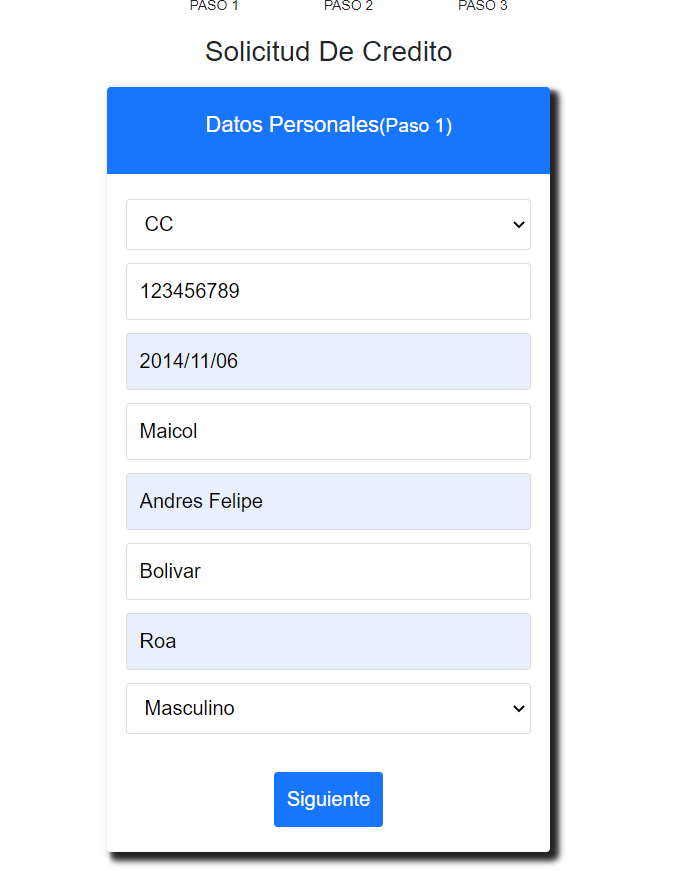 PASO 1 PASO 2 PASO 3
Solicitud De Credito
Datos Personales(Paso 1)
CC
123456789
2014/11/06
Maicol
Andres Felipe
Bolivar
Roa
Masculino
Siguiente